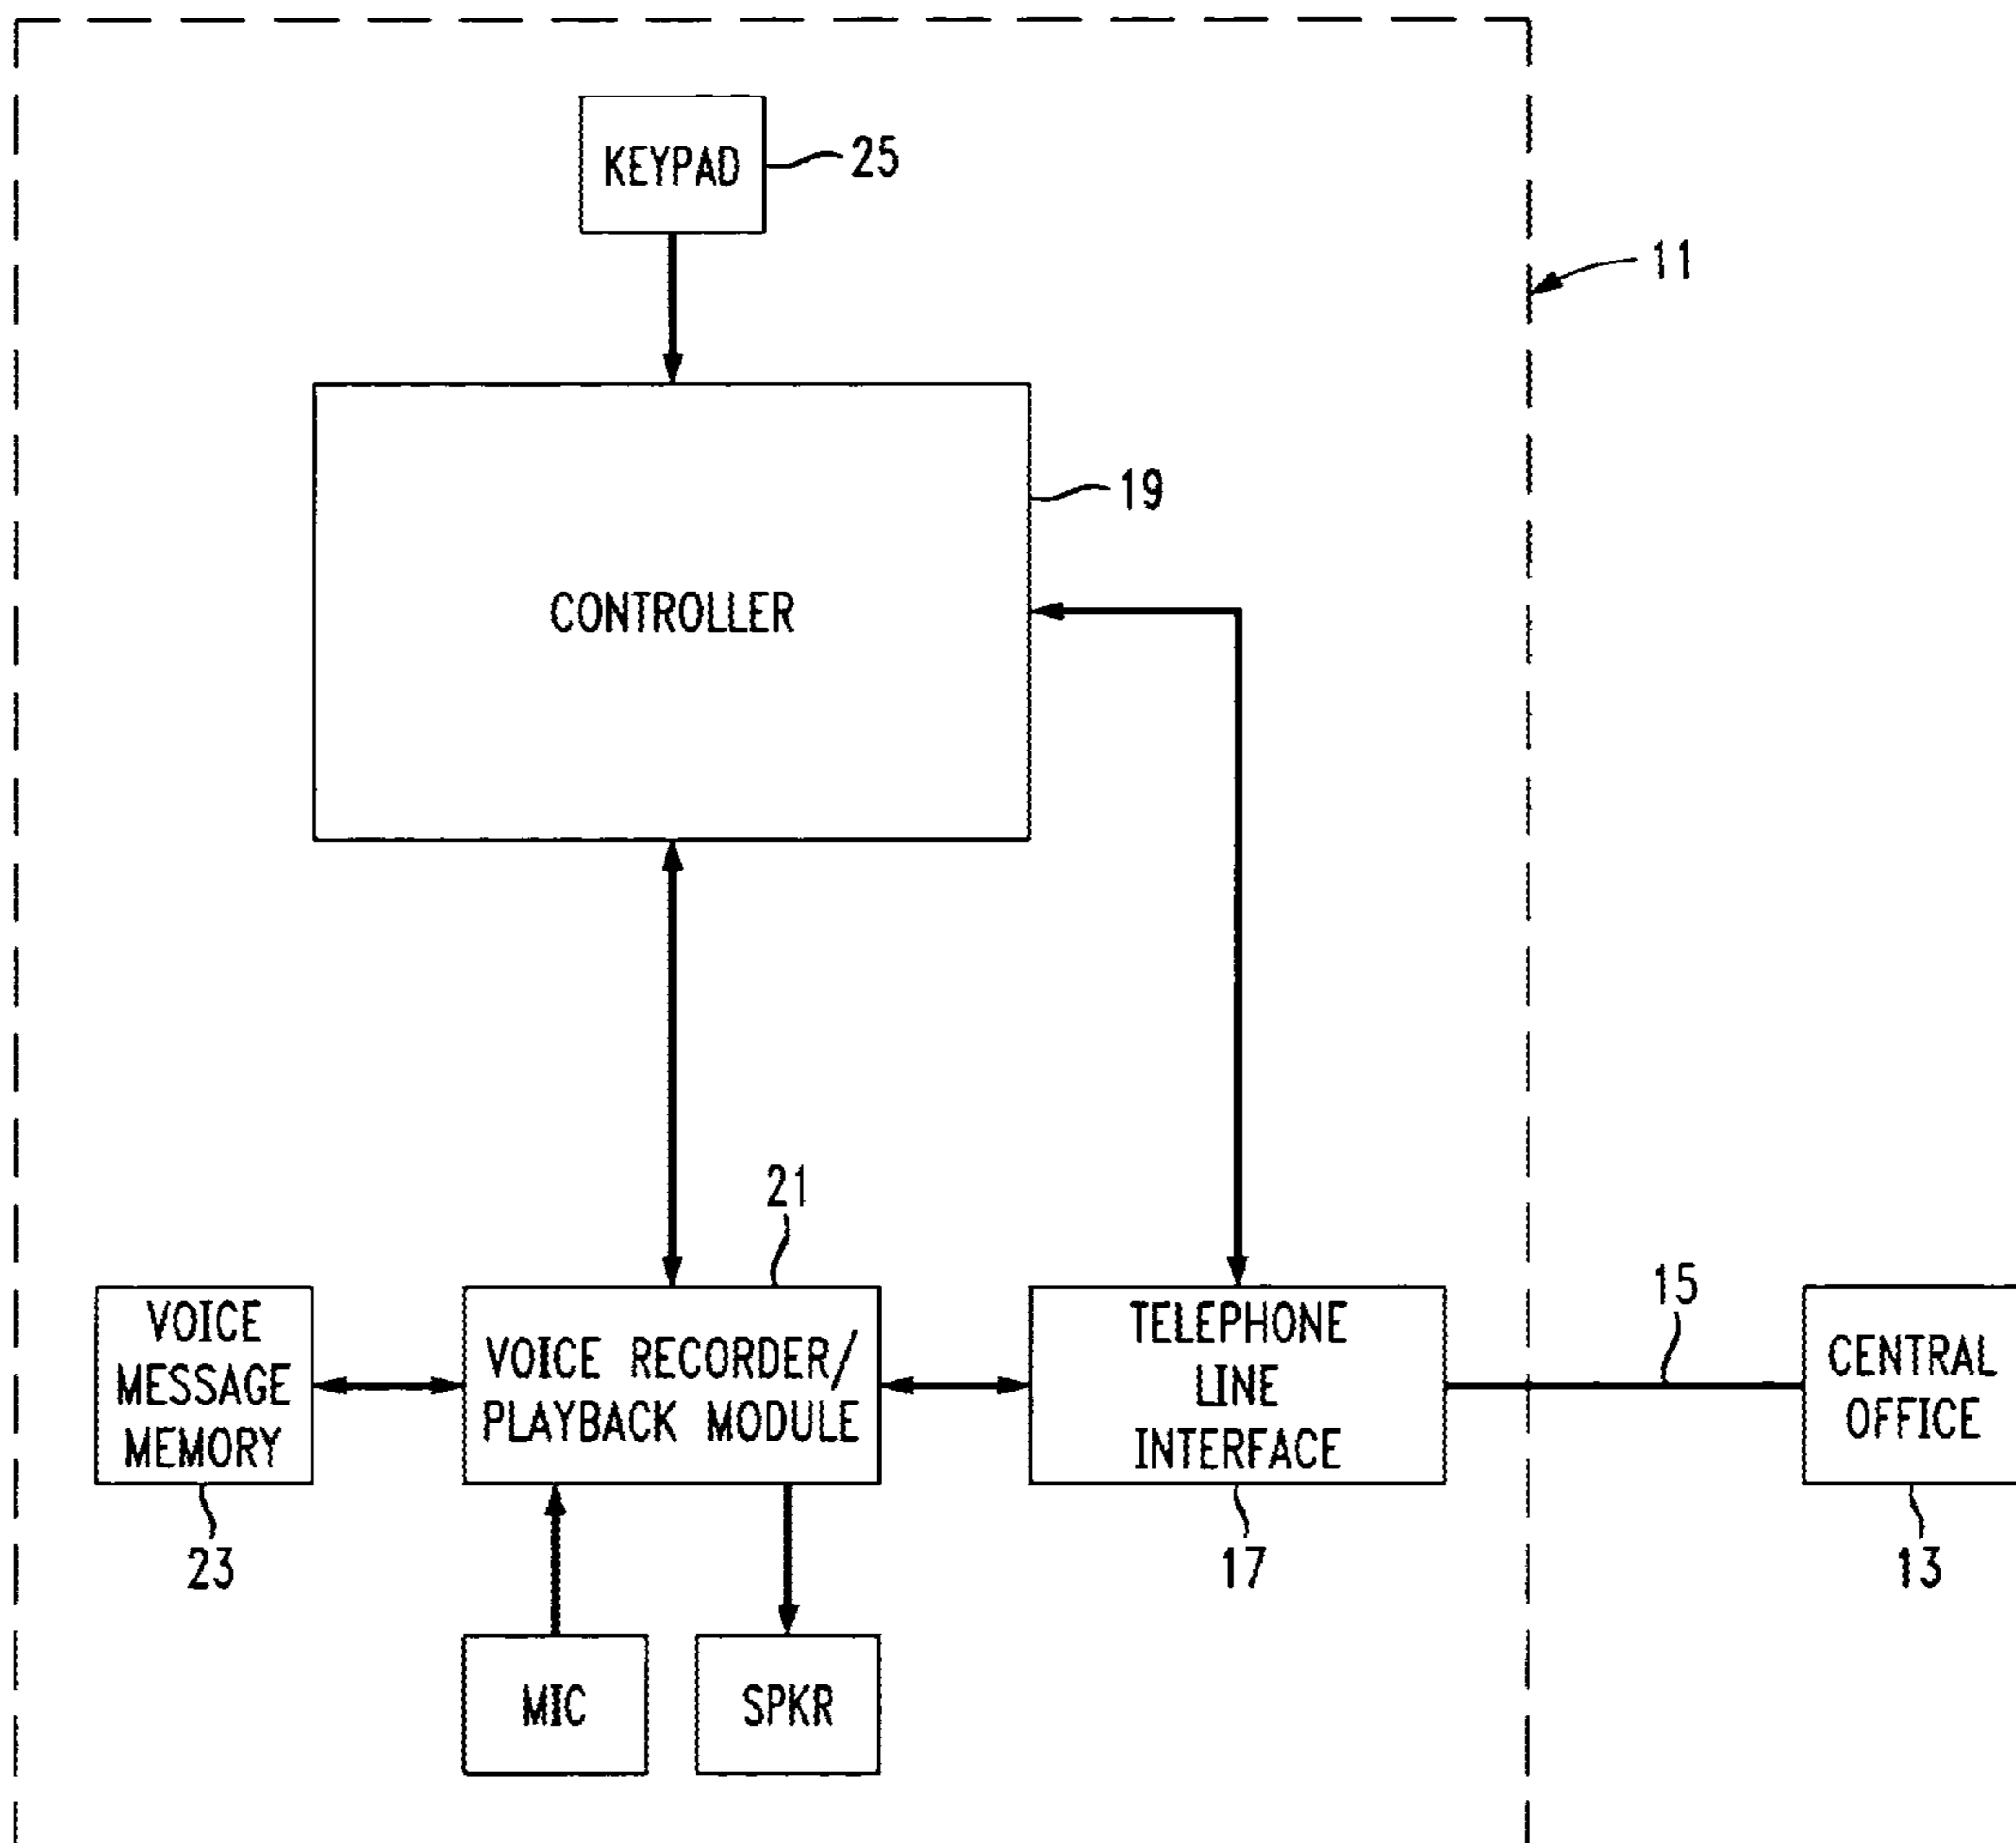 KEYPAD
25
11
19
CONTROLLER
21
VOICE
MESSAGE
MEMORY
VOICE RECORDER/
PLAYBACK MODULE
TELEPHONE
LINE
INTERFACE
15
CENTRAL
OFFICE
23
17
13
MIC
SPKR